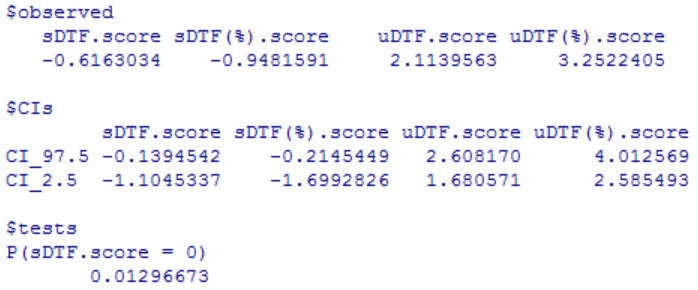 $observed
sDTF.score sDTF(%).score uDTF.score uDTF(%).score
-0.6163034 -0.9481591 2.1139563 3.2522405
$CIs
sDTF.score sDTF(%).score uDTF.score uDTF(%).score
CI_97.5 -0.1394542 -0.2145449 2.608170 4.012569
CI_2.5 -1.1045337 -1.6992826 1.680571 2.585493
$tests
P(sDTF.score = 0)
0.01296673